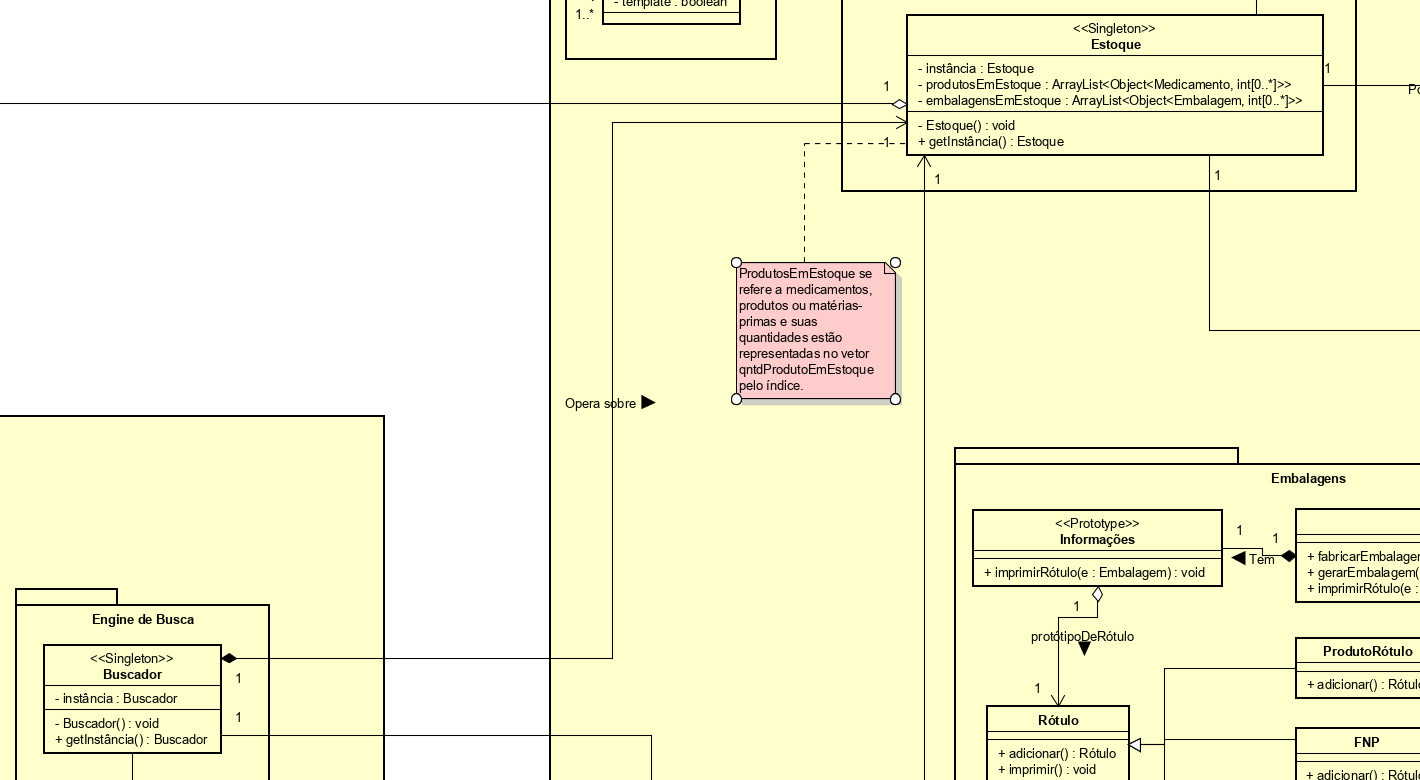 - template : boolean
1..*
<<Singleton>>
Estoque
- instância : Estoque
- produtosEmEstoque : ArrayList<Object<Medicamento, int[0..*]>>
- embalagensEmEstoque : ArrayList<Object<Embalagem, int[0..*]>>
- Estoque() : void
+ getInstância() : Estoque
1
1
1
1
1
ProdutosEmEstoque se
refere a medicamentos,
produtos ou matérias-
primas e suas
quantidades estão
representadas no vetor
qntdProdutoEmEstoque
pelo índice.
Opera sobre
Embalagens
<<Prototype>>
Informações
+ imprimirRótulo(e : Embalagem) : void
1
1
Tem
+ fabricarEmbalagen
+ gerarEmbalagem(
+ imprimirRótulo(e :
1
protótipoDeRótulo
1
Rótulo
+ adicionar() : Rótulo
+ imprimir() : void
ProdutoRótulo
+ adicionar() : Rótulo
FNP
+ adicionar() : Rótulo
Engine de Busca
<<Singleton>>
Buscador
- instância : Buscador
- Buscador() : void
+ getInstância() : Buscador
1
1